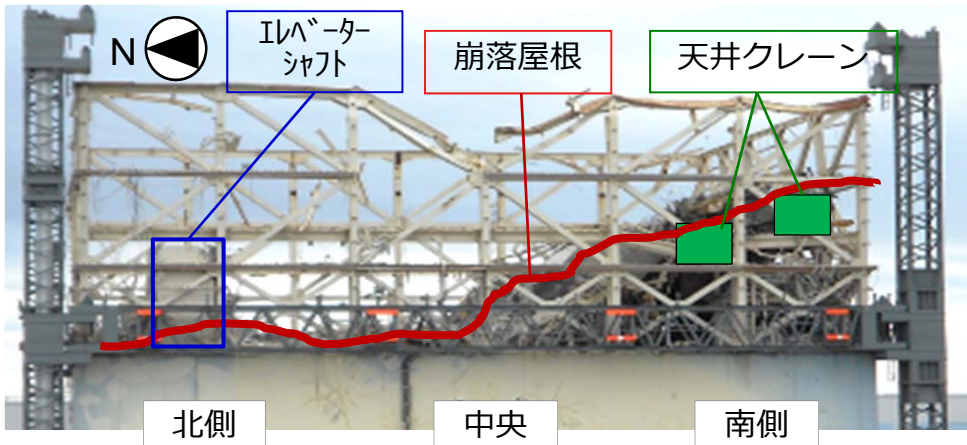 N
ｴﾚﾍﾞｰﾀｰ
ｼｬﾌﾄ
崩落屋根
天井クレーン
北側
中央
南側